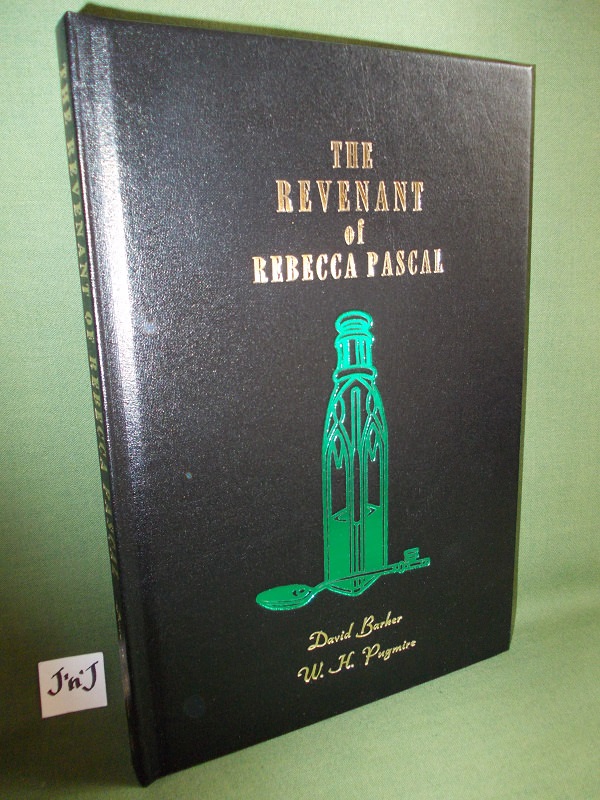 THE
REVENANT
of
REBECCA PASCAL
David Barker
W. H. Pugmire
THE REVENANT OF REBECCA PASCAL
J'n'J